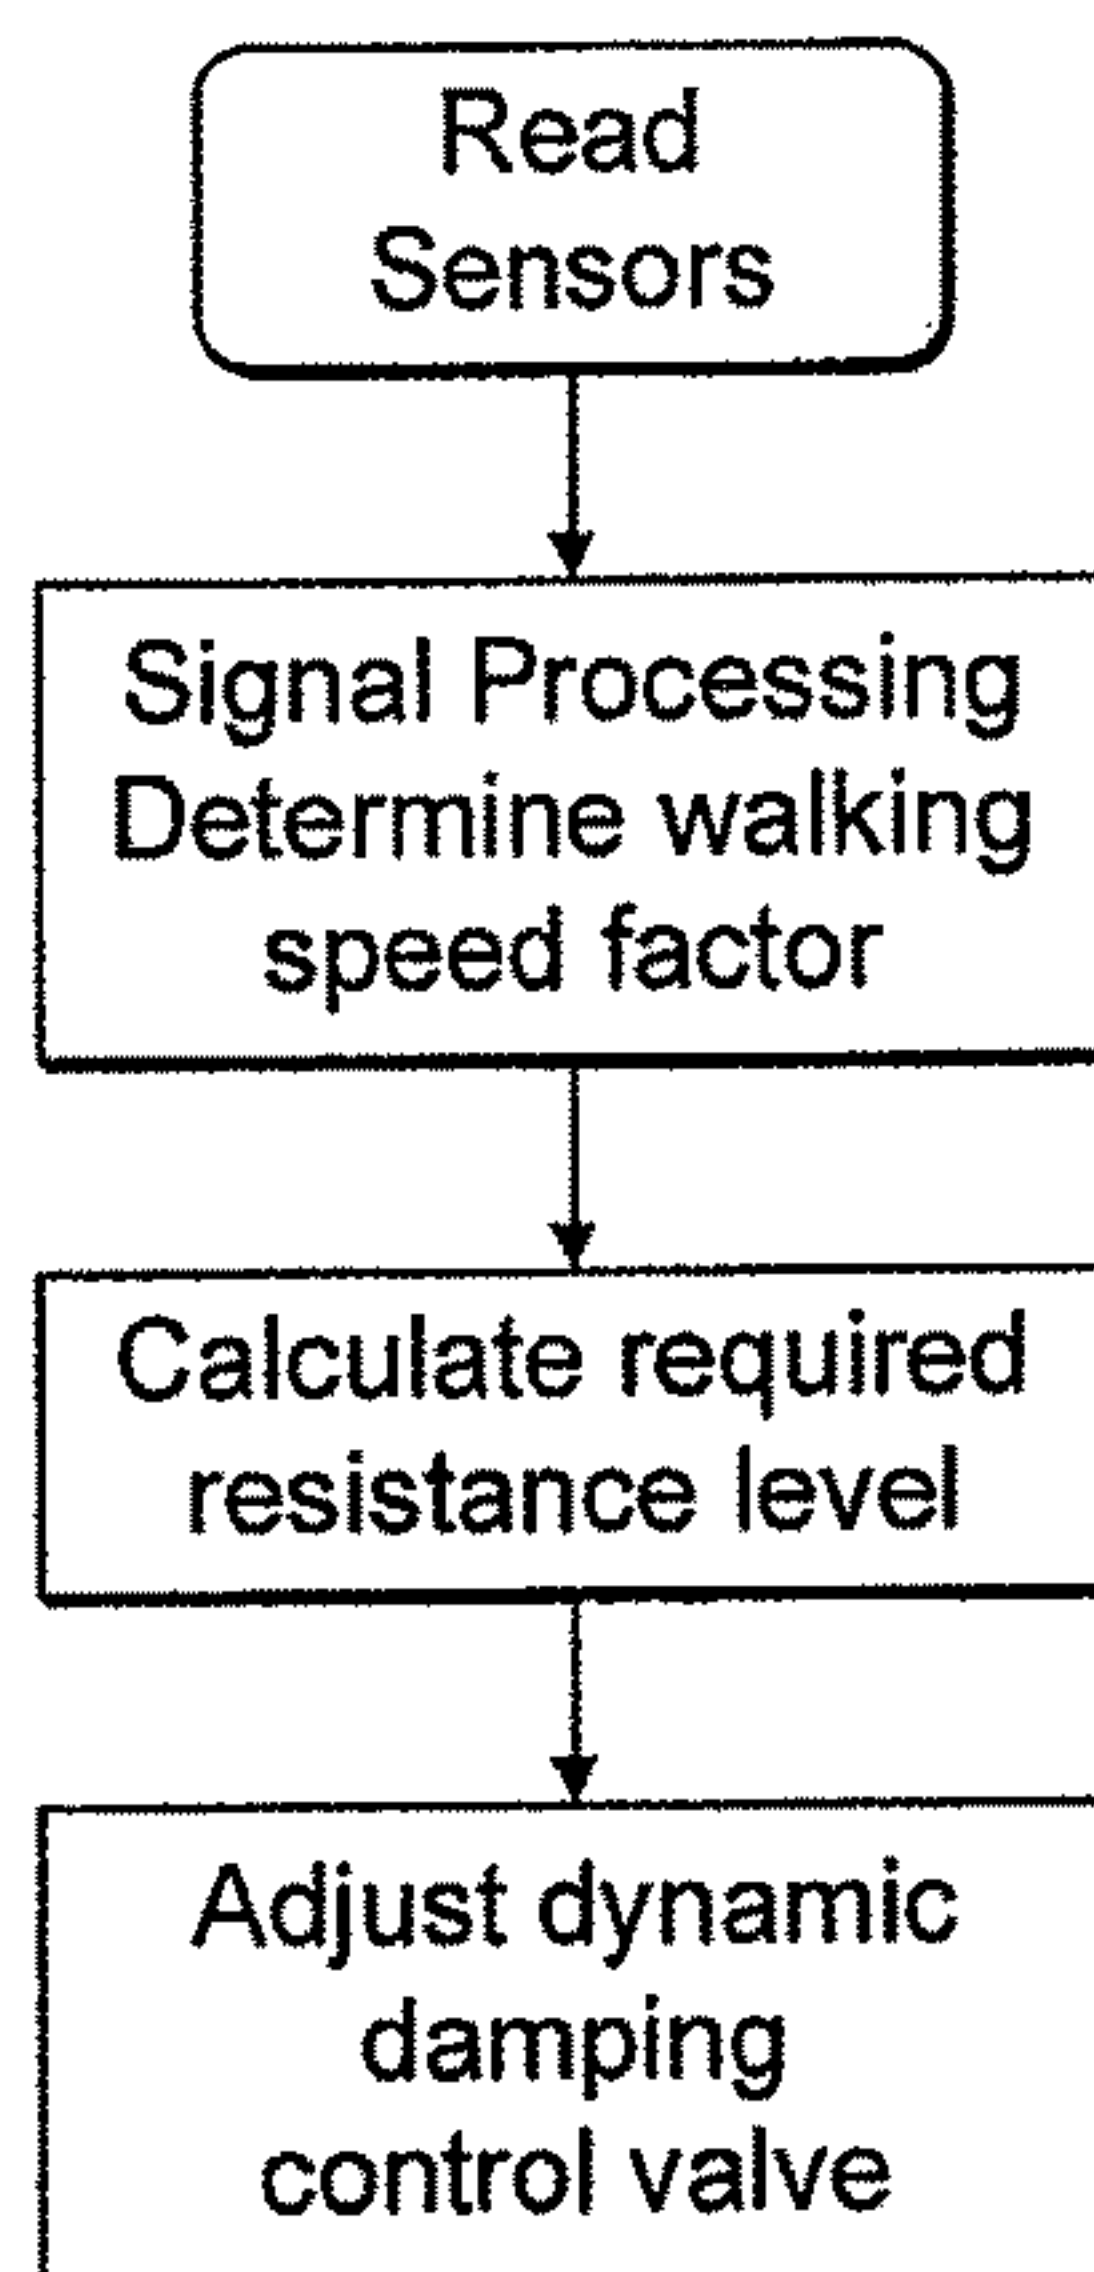 Read
Sensors
Signal Processing
Determine walking
speed factor
Calculate required
resistance level
Adjust dynamic
damping
control valve